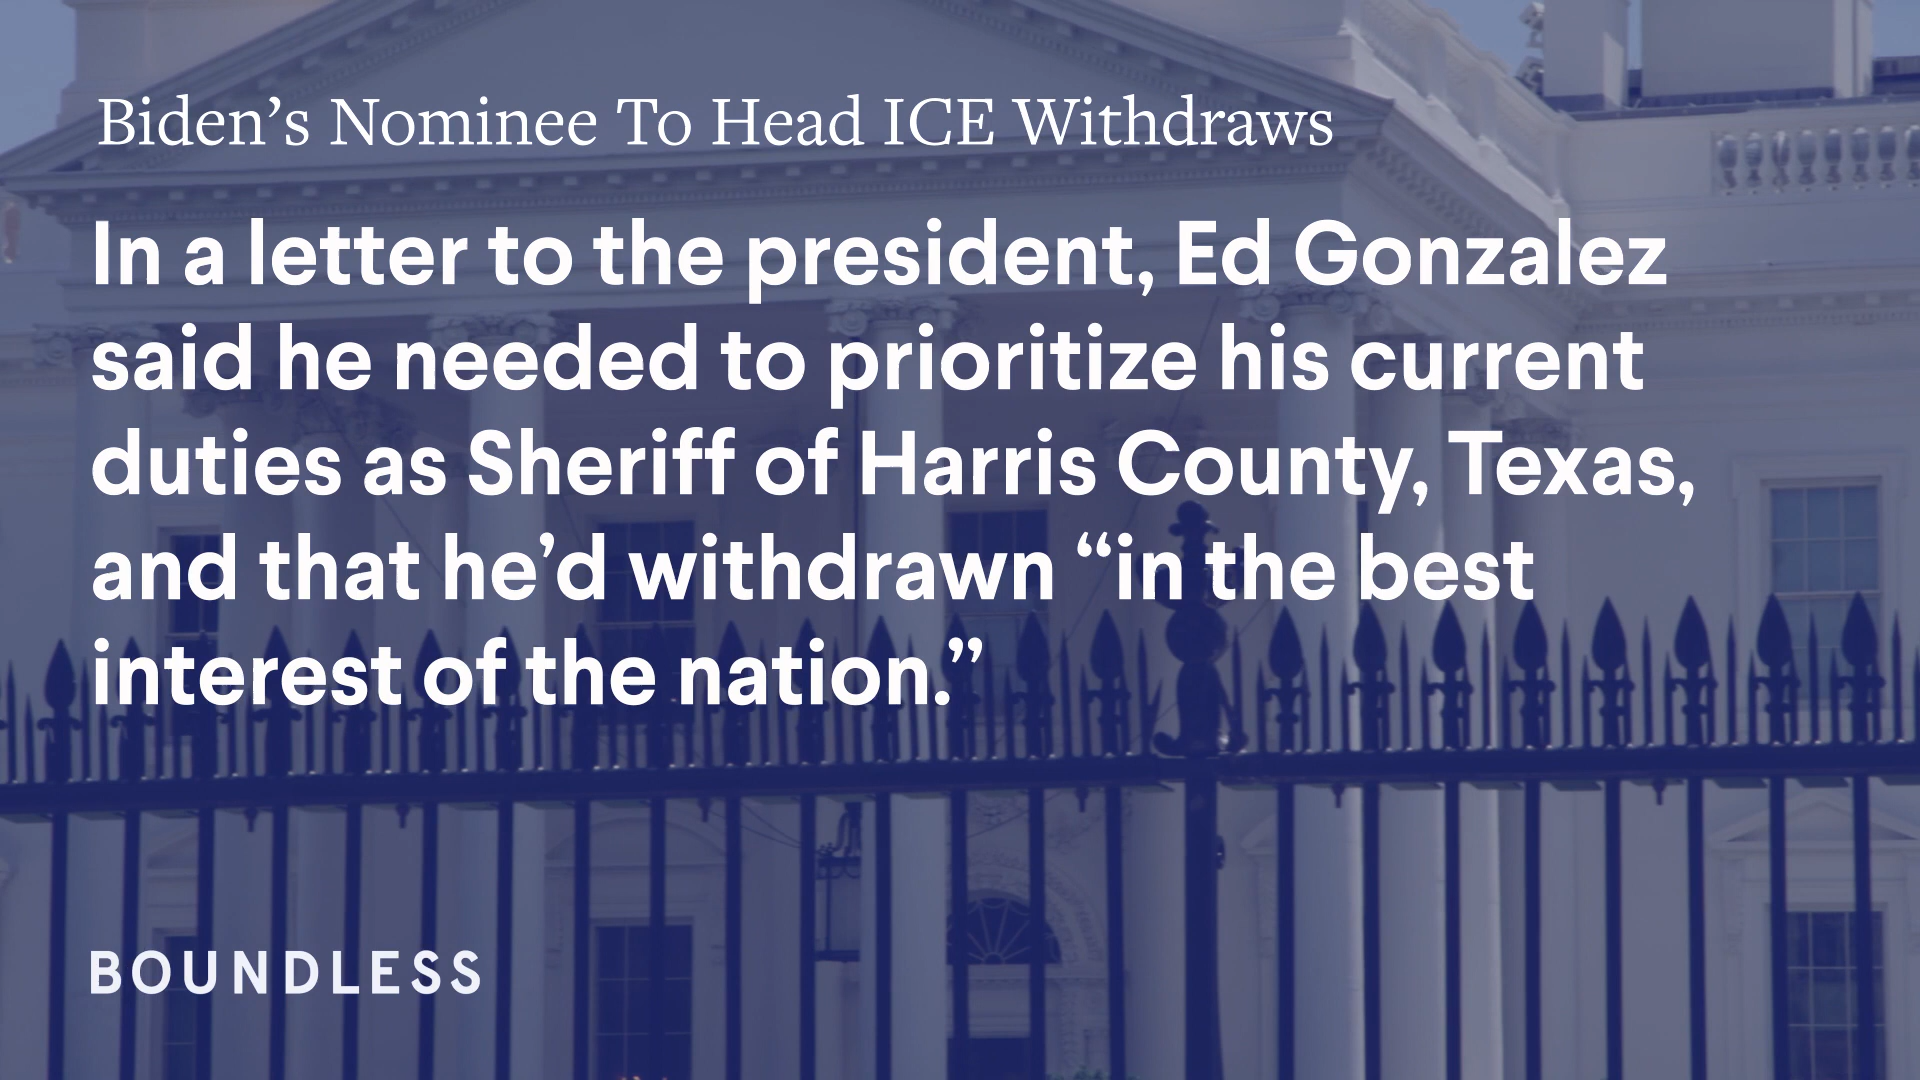 Biden’s Nominee To Head ICE Withdraws
In a letter to the president, Ed Gonzalez
said he needed to prioritize his current
duties as Sheriff of Harris County, Texas,
and that he’d withdrawn “in the best
interest of the nation.”
BOUNDLESS